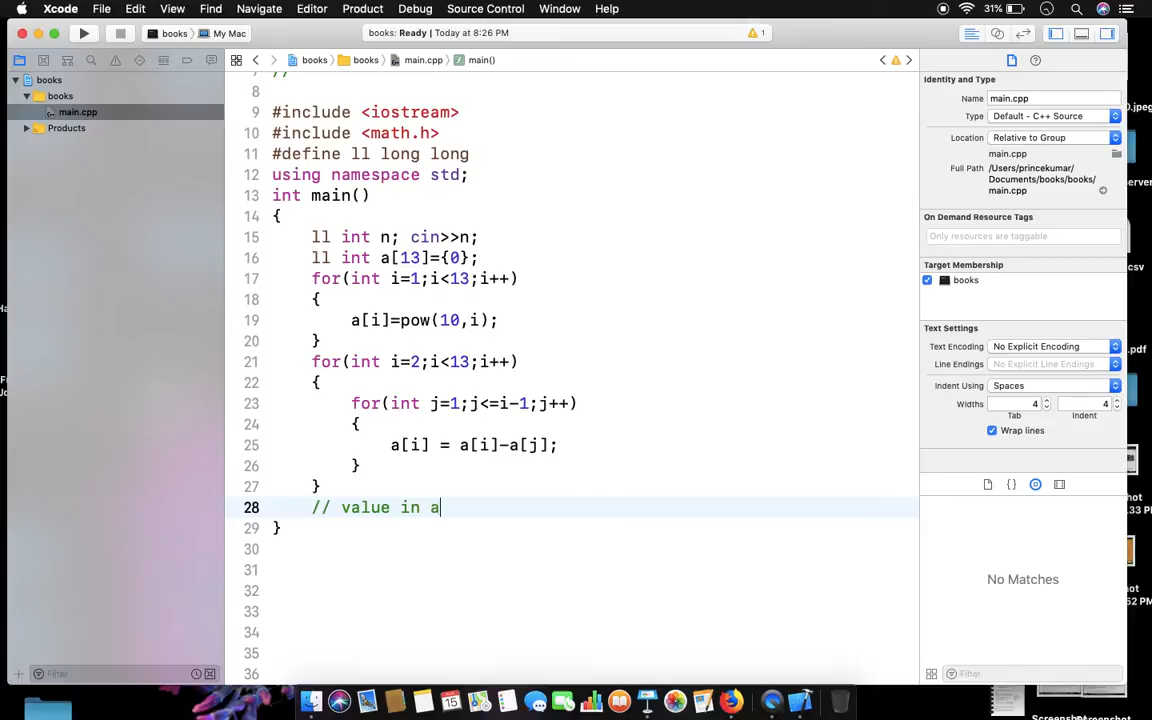 Xcode File Edit View Find Navigate Editor Product Debug Source Control Window Help 31%
books My Mac books: Ready | Today at 8:26 PM 1
books books main.cpp main()
books
books
main.cpp
Products
7 //
8
9 #include <iostream>
10 #include <math.h>
11 #define ll long long
12 using namespace std;
13 int main()
14 {
15 ll int n; cin>>n;
16 ll int a[13]={0};
17 for(int i=1;i<13;i++)
18 {
19 a[i]=pow(10,i);
20 }
21 for(int i=2;i<13;i++)
22 {
23 for(int j=1;j<=i-1;j++)
24 {
25 a[i] = a[i]-a[j];
26 }
27 }
28 // value in a
29 }
30
31
32
33
34
35
36
Filter
Identity and Type
Name main.cpp
Type Default - C++ Source
Location Relative to Group
main.cpp
Full Path /Users/princekumar/
Documents/books/books/
main.cpp
On Demand Resource Tags
Only resources are taggable
Target Membership
books
Text Settings
Text Encoding No Explicit Encoding
Line Endings No Explicit Line Endings
Indent Using Spaces
Widths 4 4
Tab Indent
Wrap lines
{ }
No Matches
Filter
15